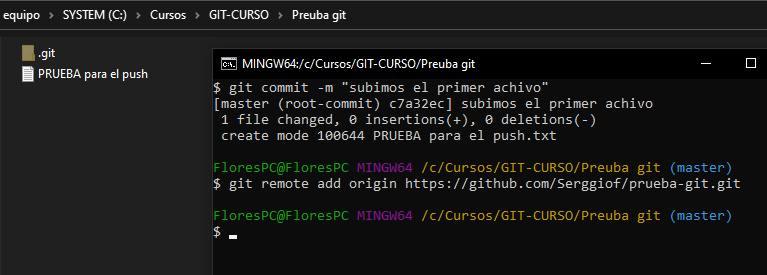 equipo > SYSTEM (C:) > Cursos > GIT-CURSO > Preuba git
.git
PRUEBA para el push
MINGW64:/c/Cursos/GIT-CURSO/Preuba git
$ git commit -m "subimos el primer achivo"
[master (root-commit) c7a32ec] subimos el primer achivo
1 file changed, 0 insertions(+), 0 deletions(-)
create mode 100644 PRUEBA para el push.txt
FloresPC@FloresPC MINGW64 /c/Cursos/GIT-CURSO/Preuba git (master)
$ git remote add origin https://github.com/Serggiof/prueba-git.git
FloresPC@FloresPC MINGW64 /c/Cursos/GIT-CURSO/Preuba git (master)
$